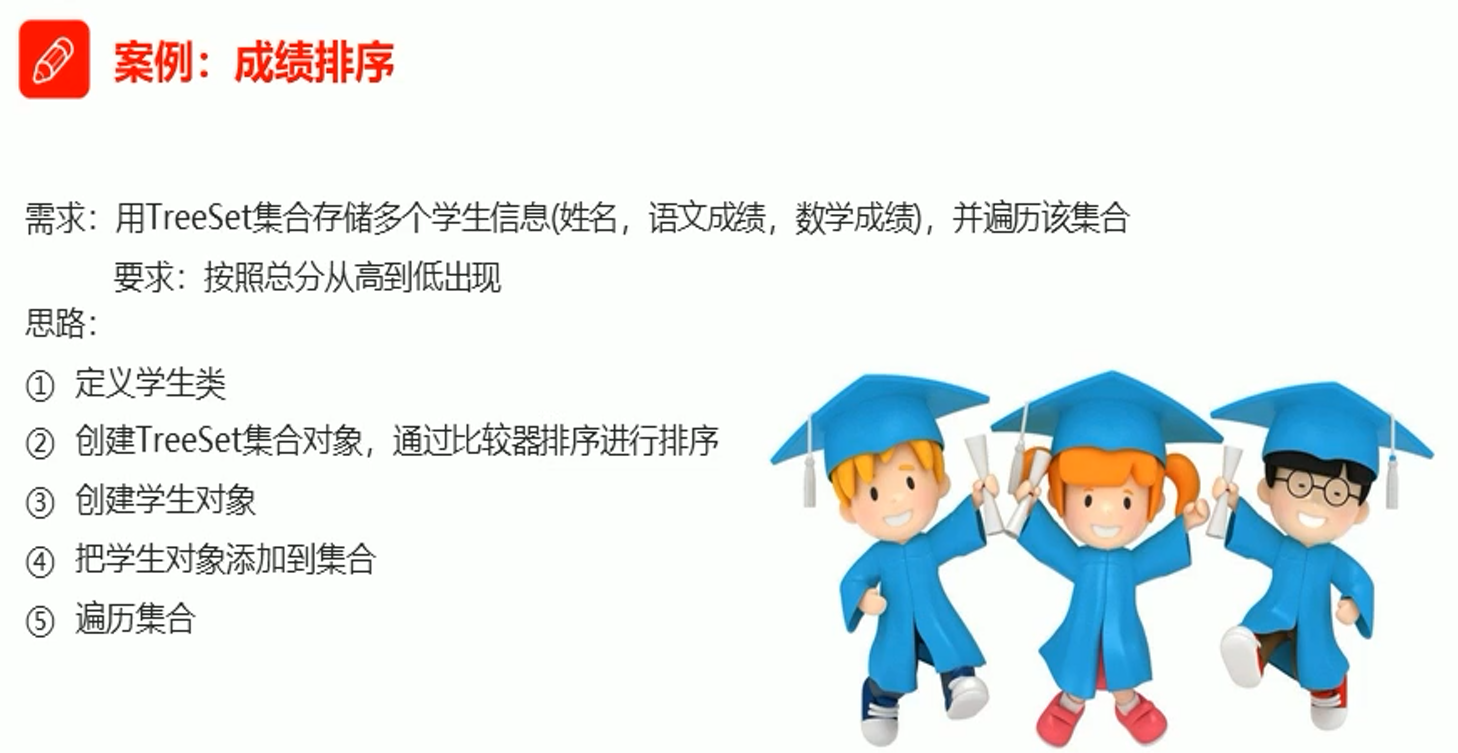 案例：成绩排序
需求：用TreeSet集合存储多个学生信息(姓名，语文成绩，数学成绩)，并遍历该集合
要求：按照总分从高到低出现
思路：
① 定义学生类
② 创建TreeSet集合对象，通过比较器排序进行排序
③ 创建学生对象
④ 把学生对象添加到集合
⑤ 遍历集合